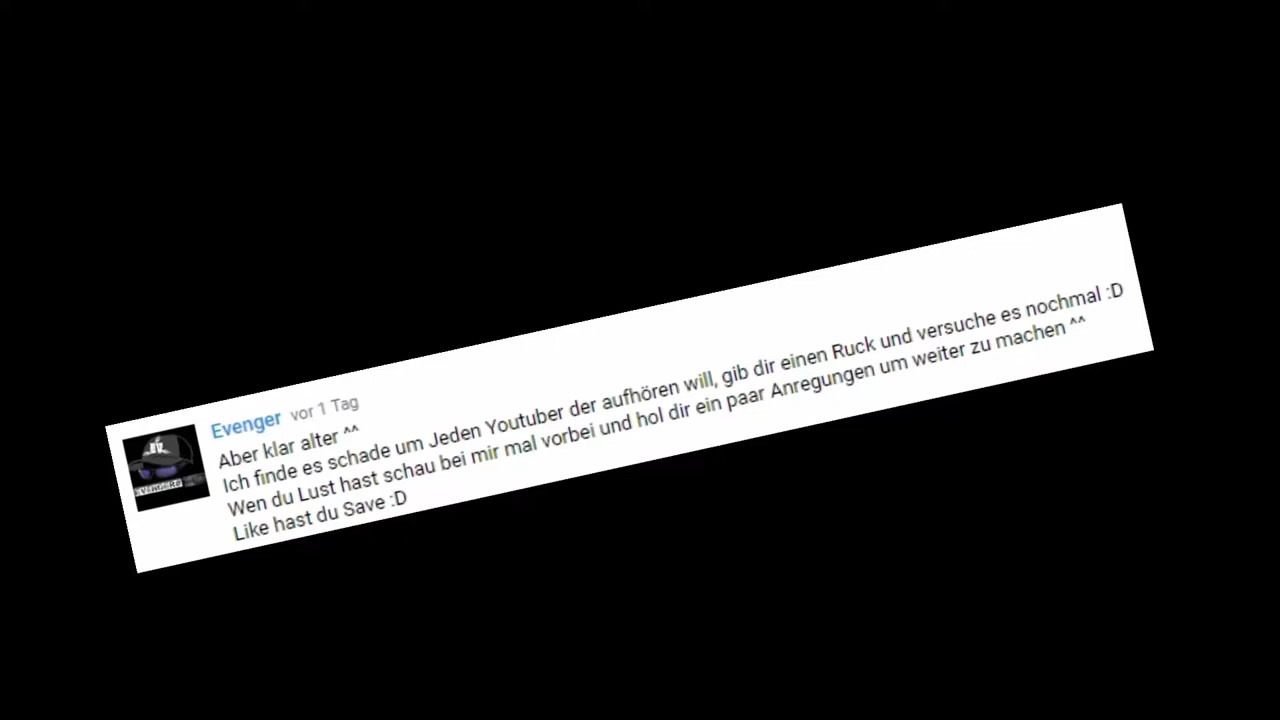 Evenger vor 1 Tag
Aber klar alter ^^
Ich finde es schade um Jeden Youtuber der aufhören will, gib dir einen Ruck und versuche es nochmal :D
Wen du Lust hast schau bei mir mal vorbei und hol dir ein paar Anregungen um weiter zu machen ^^
Like hast du Save :D